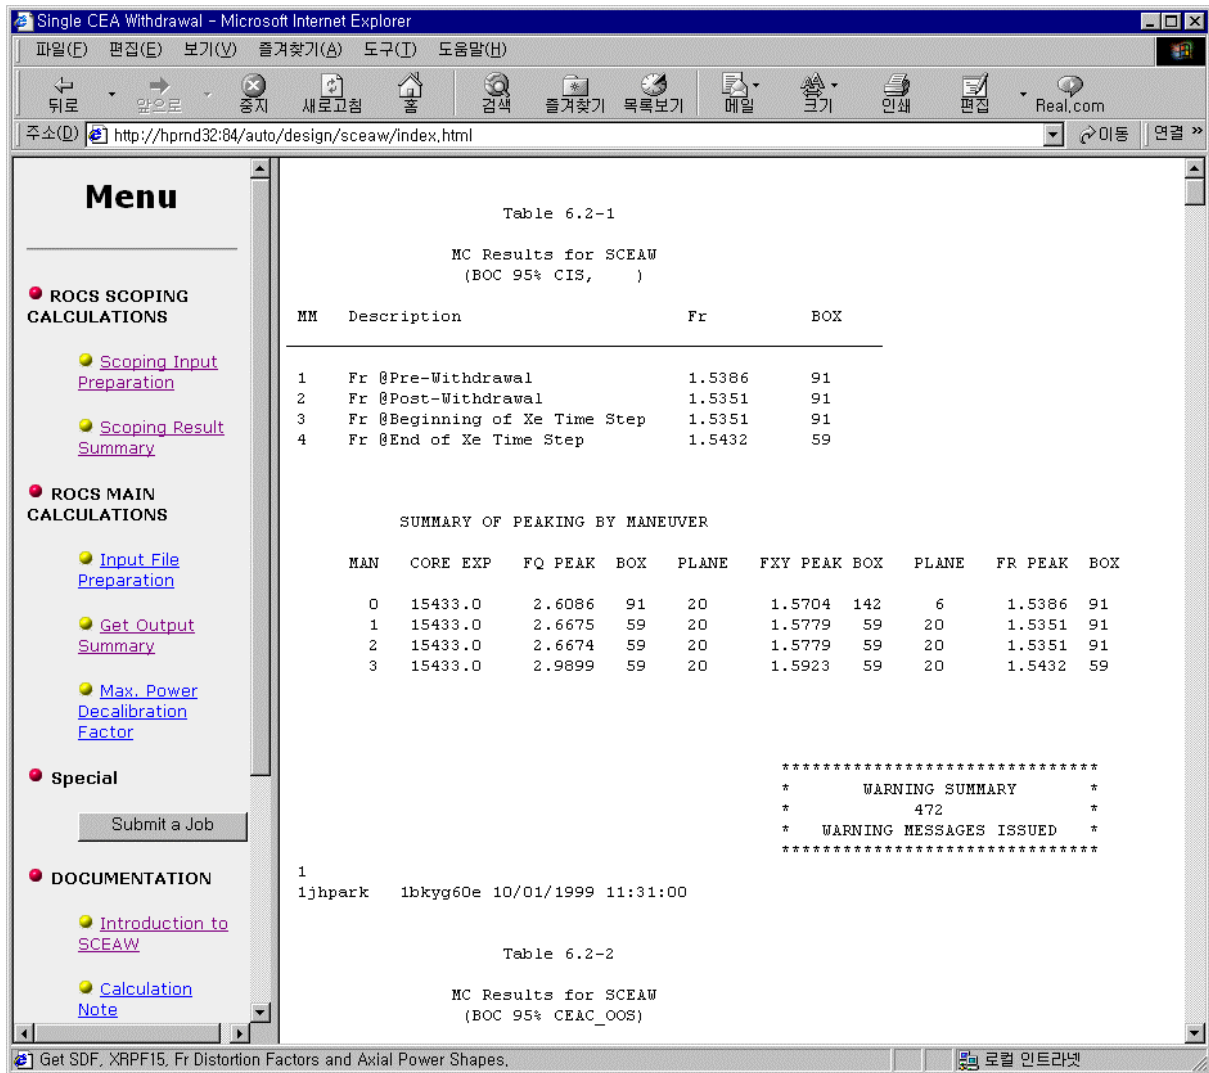 Single CEA Withdrawal - Microsoft Internet Explorer
파일(F) 편집(E) 보기(V) 즐겨찾기(A) 도구(T) 도움말(H)
뒤로 앞으로 중지 새로고침 홈 검색 즐겨찾기 목록보기 메일 크기 인쇄 편집 Real,com
주소(D) http://hprnd32:84/auto/design/sceaw/index,html 이동 연결 »
Menu
ROCS SCOPING
CALCULATIONS
Scoping Input
Preparation
Scoping Result
Summary
ROCS MAIN
CALCULATIONS
Input File
Preparation
Get Output
Summary
Max. Power
Decalibration
Factor
Special
Submit a Job
DOCUMENTATION
Introduction to
SCEAW
Calculation
Note
Table 6.2-1
MC Results for SCEAW
(BOC 95% CIS,    )
MM Description Fr BOX
1 Fr @Pre-Withdrawal 1.5386 91
2 Fr @Post-Withdrawal 1.5351 91
3 Fr @Beginning of Xe Time Step 1.5351 91
4 Fr @End of Xe Time Step 1.5432 59
SUMMARY OF PEAKING BY MANEUVER
MAN CORE EXP FQ PEAK BOX PLANE FXY PEAK BOX PLANE FR PEAK BOX
0 15433.0 2.6086 91 20 1.5704 142 6 1.5386 91
1 15433.0 2.6675 59 20 1.5779 59 20 1.5351 91
2 15433.0 2.6674 59 20 1.5779 59 20 1.5351 91
3 15433.0 2.9899 59 20 1.5923 59 20 1.5432 59
*******************************
* WARNING SUMMARY *
* 472 *
* WARNING MESSAGES ISSUED *
*******************************
1
1jhpark 1bkyg60e 10/01/1999 11:31:00
Table 6.2-2
MC Results for SCEAW
(BOC 95% CEAC_OOS)
Get SDF, XRPF15, Fr Distortion Factors and Axial Power Shapes, 로컬 인트라넷